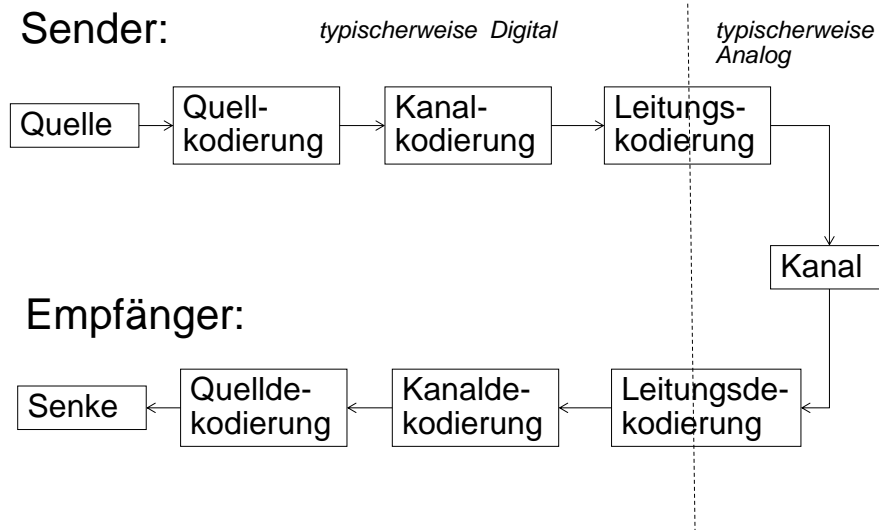 Sender:
typischerweise Digital
typischerweise
Analog
Quelle
Quell-
kodierung
Kanal-
kodierung
Leitungs-
kodierung
Kanal
Empfänger:
Senke
Quellde-
kodierung
Kanalde-
kodierung
Leitungsde-
kodierung